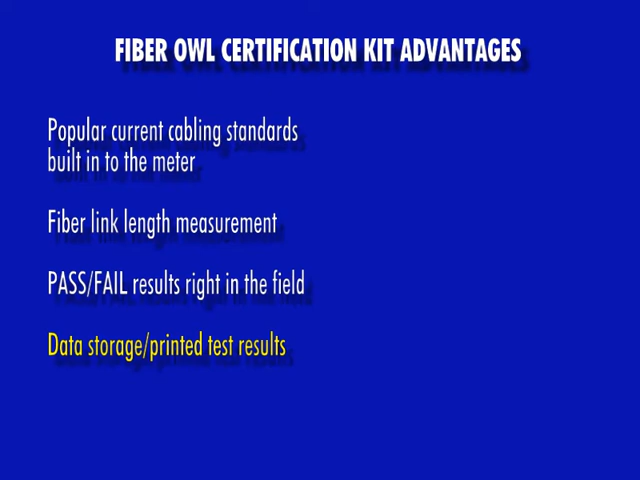 FIBER OWL CERTIFICATION KIT ADVANTAGES
Popular current cabling standards
built in to the meter
Fiber link length measurement
PASS/FAIL results right in the field
Data storage/printed test results